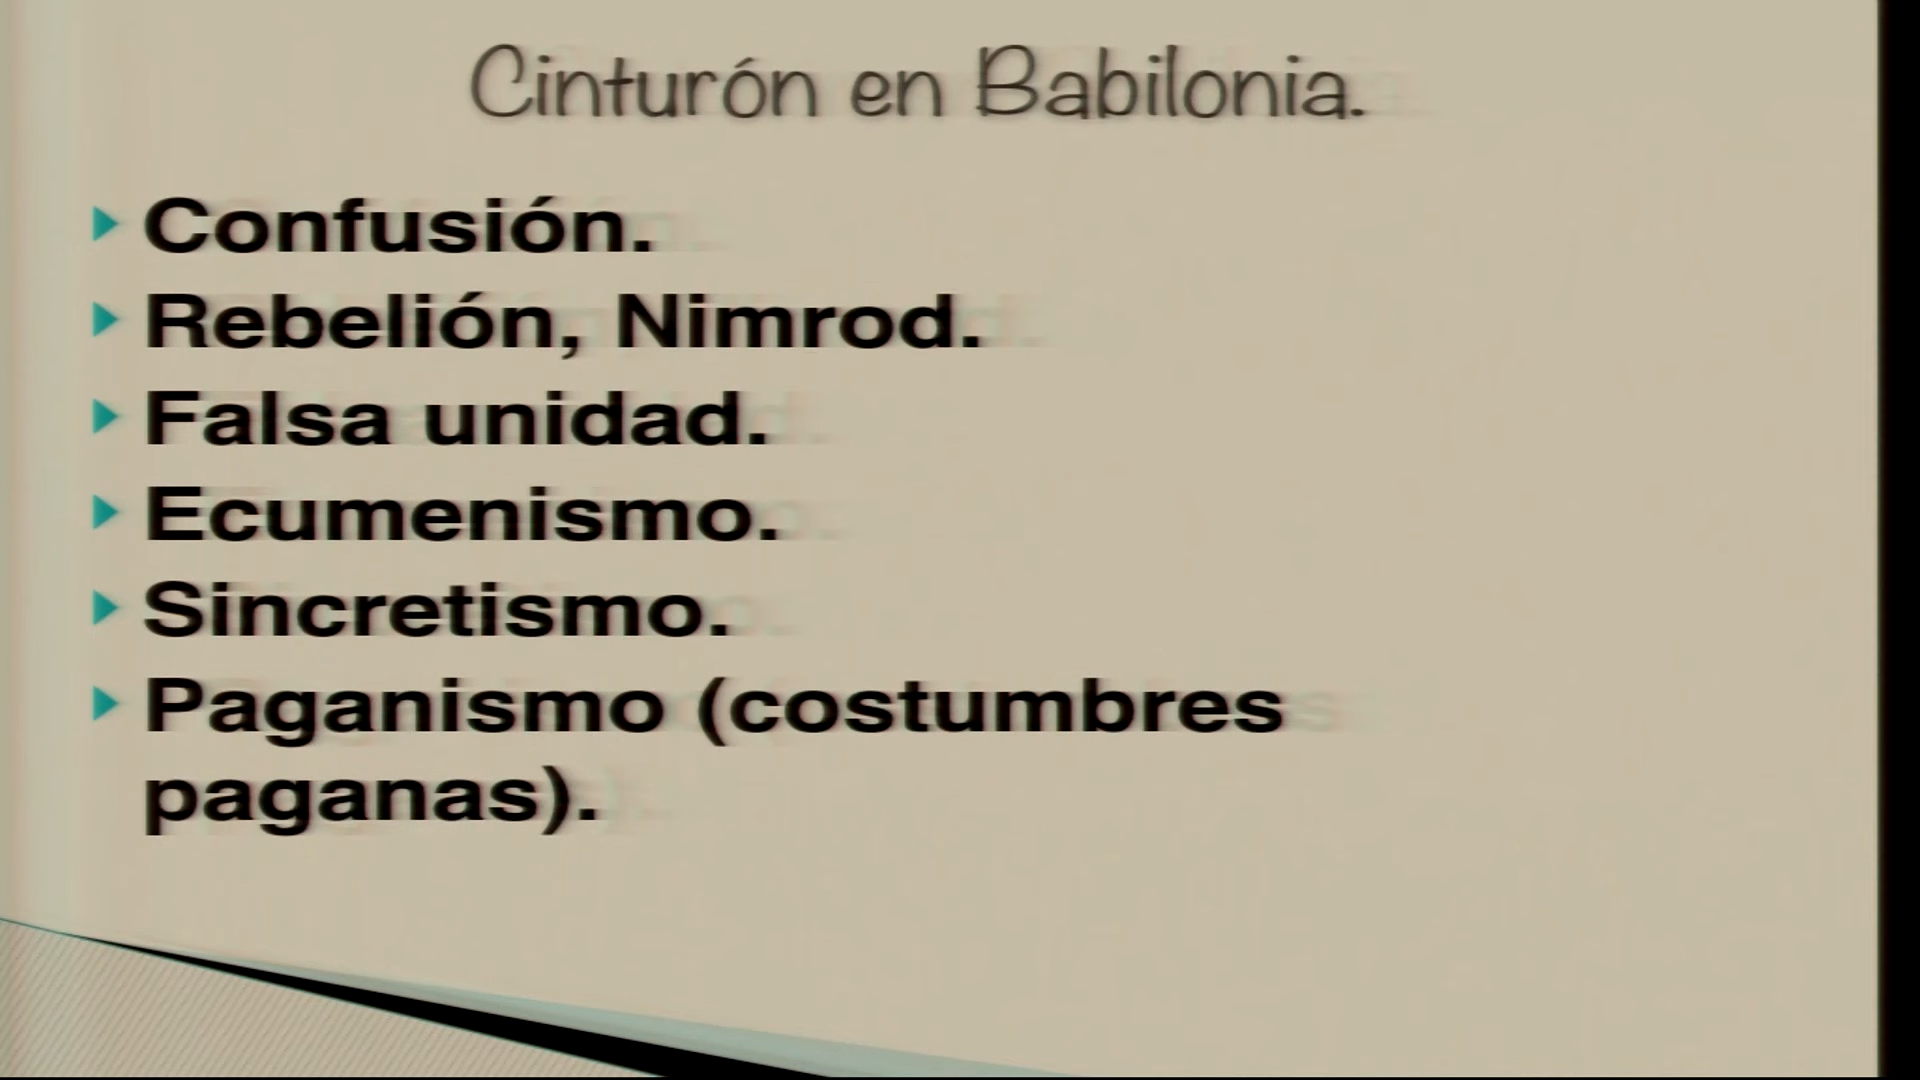 Cinturón en Babilonia.
Confusión.
Rebelión, Nimrod.
Falsa unidad.
Ecumenismo.
Sincretismo.
Paganismo (costumbres
paganas).